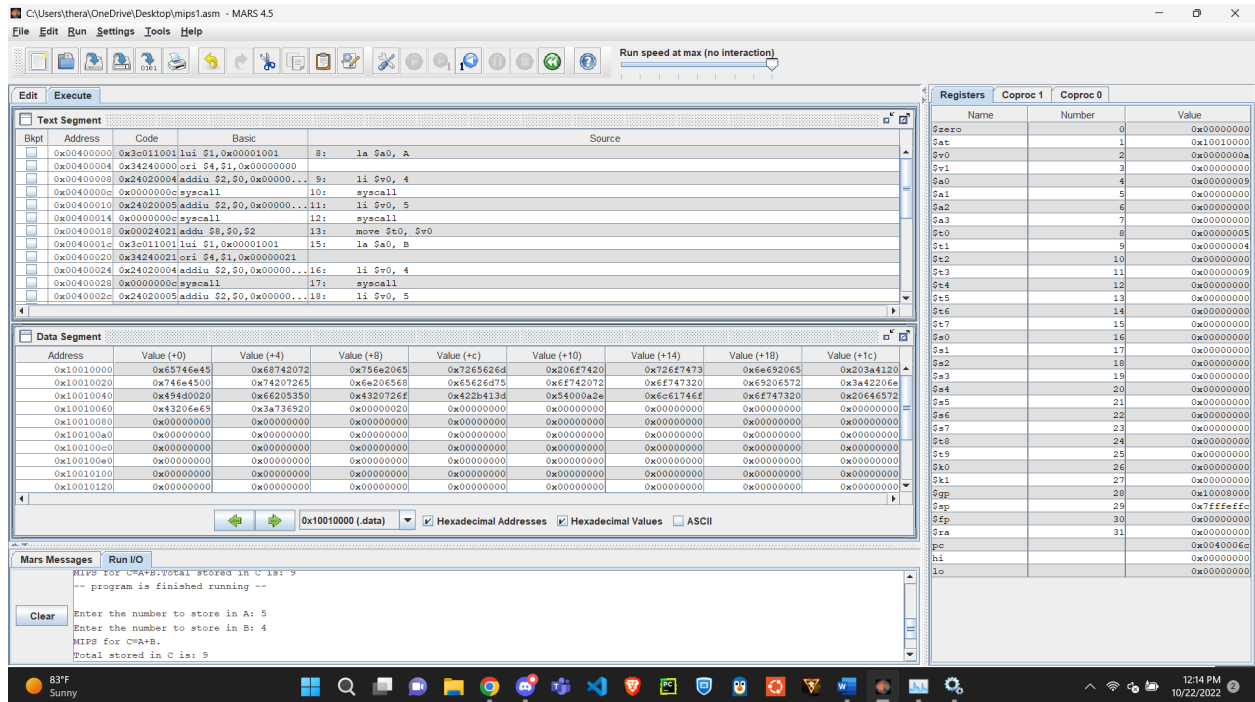 C:\Users\thera\OneDrive\Desktop\mips1.asm - MARS 4.5
File Edit Run Settings Tools Help
Run speed at max (no interaction)
Edit Execute
Text Segment
Bkpt Address Code Basic Source
0x00400000 0x3c011001 lui $1,0x00001001 8: la $a0, A
0x00400004 0x34240000 ori $4,$1,0x00000000
0x00400008 0x24020004 addiu $2,$0,0x00000... 9: li $v0, 4
0x0040000c 0x0000000c syscall 10: syscall
0x00400010 0x24020005 addiu $2,$0,0x00000... 11: li $v0, 5
0x00400014 0x0000000c syscall 12: syscall
0x00400018 0x00024021 addu $8,$0,$2 13: move $t0, $v0
0x0040001c 0x3c011001 lui $1,0x00001001 15: la $a0, B
0x00400020 0x34240021 ori $4,$1,0x00000021
0x00400024 0x24020004 addiu $2,$0,0x00000... 16: li $v0, 4
0x00400028 0x0000000c syscall 17: syscall
0x0040002c 0x24020005 addiu $2,$0,0x00000... 18: li $v0, 5
Data Segment
Address Value (+0) Value (+4) Value (+8) Value (+c) Value (+10) Value (+14) Value (+18) Value (+1c)
0x10010000 0x65746e45 0x68742072 0x756e2065 0x7265626d 0x206f7420 0x726f7473 0x6e692065 0x203a4120
0x10010020 0x746e4500 0x74207265 0x6e206568 0x65626d75 0x6f742072 0x6f747320 0x69206572 0x3a42206e
0x10010040 0x494d0020 0x66205350 0x4320726f 0x422b413d 0x54000a2e 0x6c61746f 0x6f747320 0x20646572
0x10010060 0x43206e69 0x3a736920 0x00000020 0x00000000 0x00000000 0x00000000 0x00000000 0x00000000
0x10010080 0x00000000 0x00000000 0x00000000 0x00000000 0x00000000 0x00000000 0x00000000 0x00000000
0x100100a0 0x00000000 0x00000000 0x00000000 0x00000000 0x00000000 0x00000000 0x00000000 0x00000000
0x100100c0 0x00000000 0x00000000 0x00000000 0x00000000 0x00000000 0x00000000 0x00000000 0x00000000
0x100100e0 0x00000000 0x00000000 0x00000000 0x00000000 0x00000000 0x00000000 0x00000000 0x00000000
0x10010100 0x00000000 0x00000000 0x00000000 0x00000000 0x00000000 0x00000000 0x00000000 0x00000000
0x10010120 0x00000000 0x00000000 0x00000000 0x00000000 0x00000000 0x00000000 0x00000000 0x00000000
0x10010000 (.data) Hexadecimal Addresses Hexadecimal Values ASCII
Mars Messages Run I/O
Clear
MIPS for C=A+B.Total stored in C is: 9
-- program is finished running --
Enter the number to store in A: 5
Enter the number to store in B: 4
MIPS for C=A+B.
Total stored in C is: 9
Registers Coproc 1 Coproc 0
Name Number Value
$zero 0 0x00000000
$at 1 0x10010000
$v0 2 0x0000000a
$v1 3 0x00000000
$a0 4 0x00000009
$a1 5 0x00000000
$a2 6 0x00000000
$a3 7 0x00000000
$t0 8 0x00000005
$t1 9 0x00000004
$t2 10 0x00000000
$t3 11 0x00000009
$t4 12 0x00000000
$t5 13 0x00000000
$t6 14 0x00000000
$t7 15 0x00000000
$s0 16 0x00000000
$s1 17 0x00000000
$s2 18 0x00000000
$s3 19 0x00000000
$s4 20 0x00000000
$s5 21 0x00000000
$s6 22 0x00000000
$s7 23 0x00000000
$t8 24 0x00000000
$t9 25 0x00000000
$k0 26 0x00000000
$k1 27 0x00000000
$gp 28 0x10008000
$sp 29 0x7fffeffc
$fp 30 0x00000000
$ra 31 0x00000000
pc 0x0040006c
hi 0x00000000
lo 0x00000000
83°F
Sunny
12:14 PM
10/22/2022
2